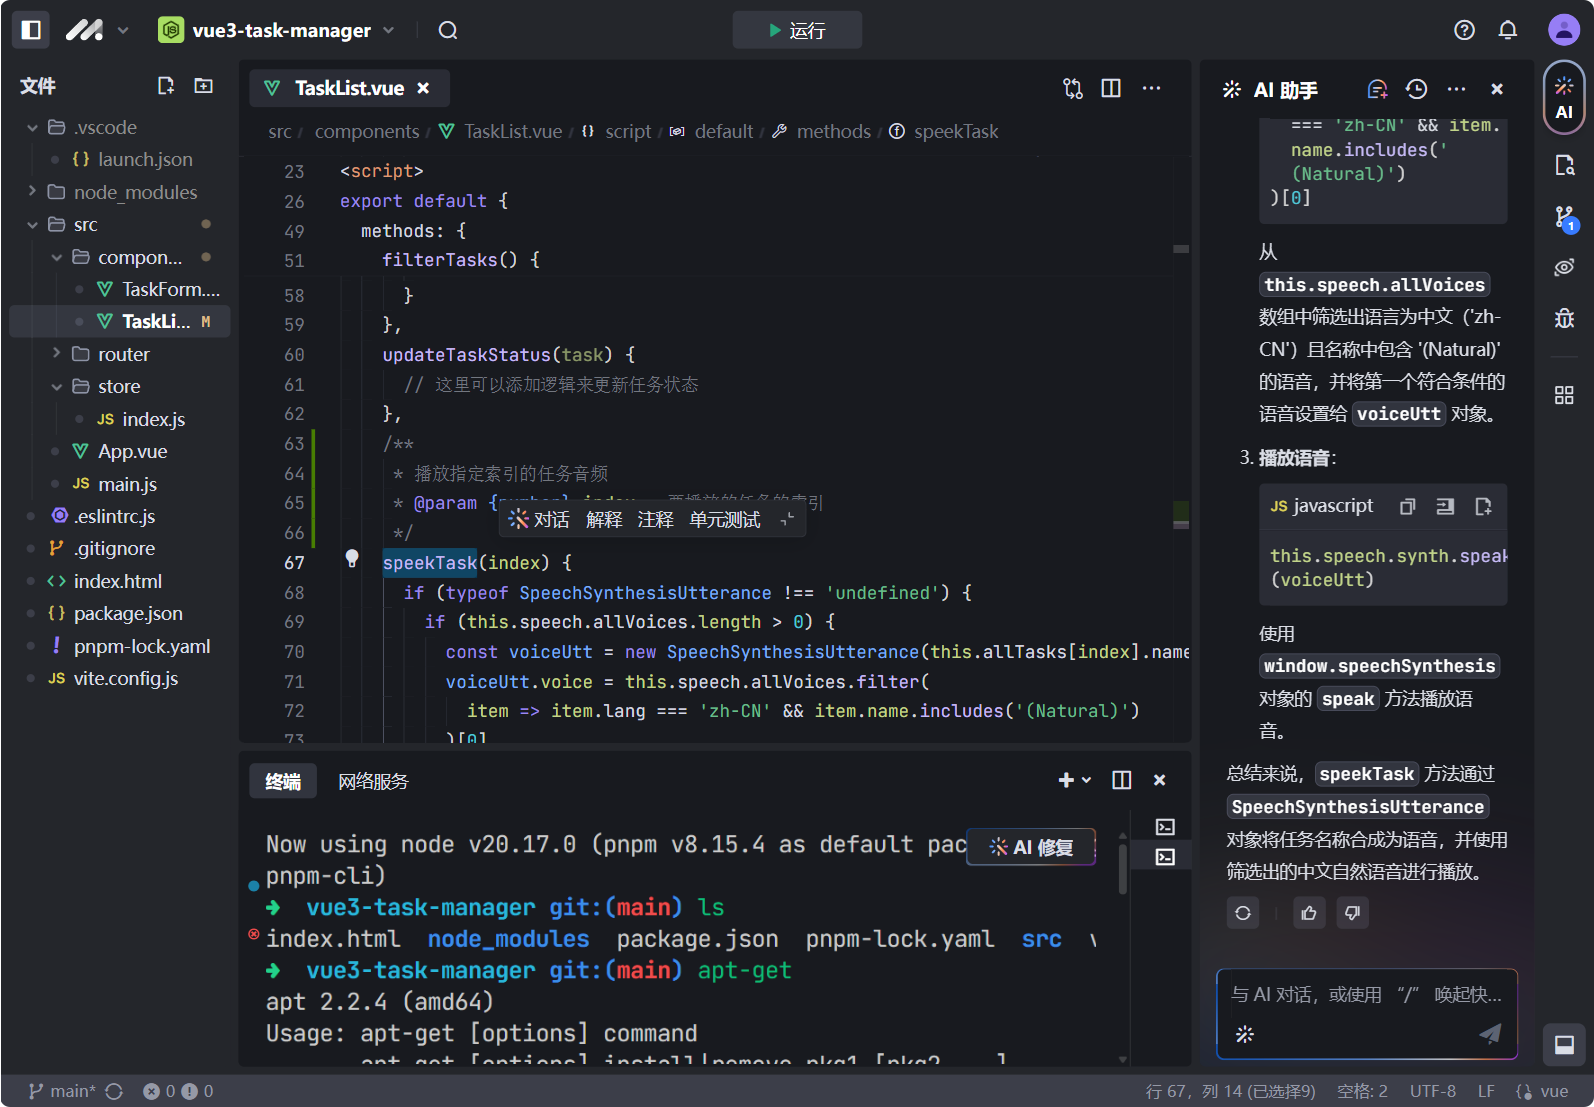 vue3-task-manager
运行
文件
.vscode
launch.json
node_modules
src
compon...
TaskForm....
TaskLi... M
router
store
JS index.js
App.vue
JS main.js
.eslintrc.js
.gitignore
index.html
package.json
pnpm-lock.yaml
JS vite.config.js
TaskList.vue
src / components / TaskList.vue / script / default / methods / speekTask
23 <script>
26 export default {
49 methods: {
51 filterTasks() {
58 }
59 },
60 updateTaskStatus(task) {
61 // 这里可以添加逻辑来更新任务状态
62 },
63 /**
64 * 播放指定索引的任务音频
65 * @param
66 */
对话 解释 注释 单元测试
67 speekTask(index) {
68 if (typeof SpeechSynthesisUtterance !== 'undefined') {
69 if (this.speech.allVoices.length > 0) {
70 const voiceUtt = new SpeechSynthesisUtterance(this.allTasks[index].name
71 voiceUtt.voice = this.speech.allVoices.filter(
72 item => item.lang === 'zh-CN' && item.name.includes('(Natural)')
73 )[0]
终端 网络服务
AI 修复
Now using node v20.17.0 (pnpm v8.15.4 as default pac
pnpm-cli)
➜ vue3-task-manager git:(main) ls
index.html node_modules package.json pnpm-lock.yaml src v
➜ vue3-task-manager git:(main) apt-get
apt 2.2.4 (amd64)
Usage: apt-get [options] command
apt-get [options] install|remove pkg1 [pkg2 ...]
AI 助手
=== 'zh-CN' && item.
name.includes('
(Natural)')
)[0]
从
this.speech.allVoices
数组中筛选出语言为中文（'zh-
CN'）且名称中包含 '(Natural)'
的语音，并将第一个符合条件的
语音设置给 voiceUtt 对象。
3. 播放语音：
JS javascript
this.speech.synth.speak
(voiceUtt)
使用
window.speechSynthesis
对象的 speak 方法播放语
音。
总结来说，speekTask 方法通过
SpeechSynthesisUtterance
对象将任务名称合成为语音，并使用
筛选出的中文自然语音进行播放。
与 AI 对话，或使用 “/” 唤起快...
AI
1
main* 0 0
行 67，列 14 (已选择9) 空格: 2 UTF-8 LF vue